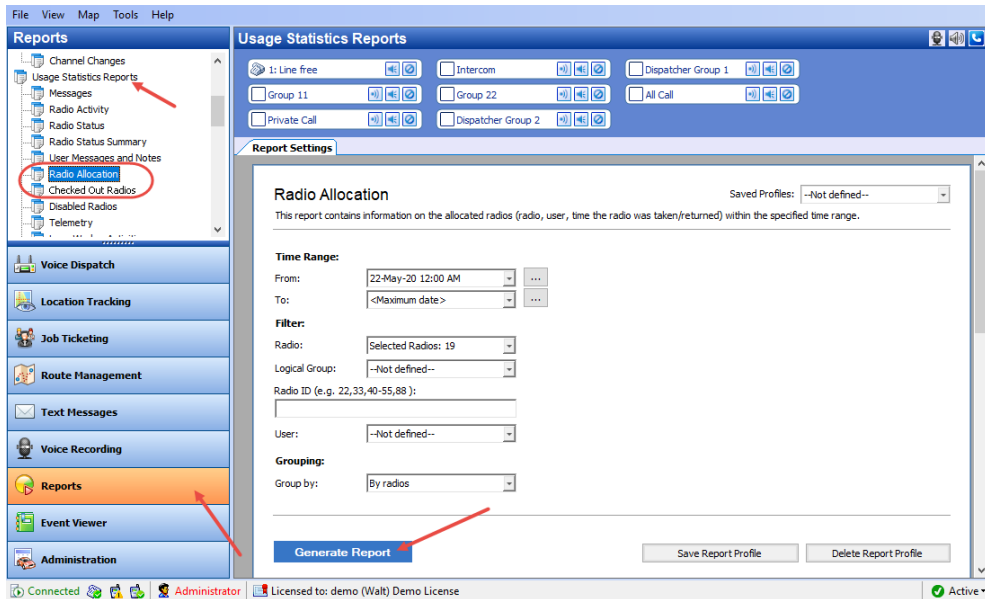 File View Map Tools Help
Reports
Usage Statistics Reports
Channel Changes
Usage Statistics Reports
Messages
Radio Activity
Radio Status
Radio Status Summary
User Messages and Notes
Radio Allocation
Checked Out Radios
Disabled Radios
Telemetry
Voice Dispatch
Location Tracking
Job Ticketing
Route Management
Text Messages
Voice Recording
Reports
Event Viewer
Administration
1: Line free
Intercom
Dispatcher Group 1
Group 11
Group 22
All Call
Private Call
Dispatcher Group 2
Report Settings
Radio Allocation
Saved Profiles: --Not defined--
This report contains information on the allocated radios (radio, user, time the radio was taken/returned) within the specified time range.
Time Range:
From: 22-May-20 12:00 AM ...
To: <Maximum date> ...
Filter:
Radio: Selected Radios: 19
Logical Group: --Not defined--
Radio ID (e.g. 22,33,40-55,88 ):
User: --Not defined--
Grouping:
Group by: By radios
Generate Report
Save Report Profile
Delete Report Profile
Connected
Administrator
Licensed to: demo (Walt) Demo License
Active